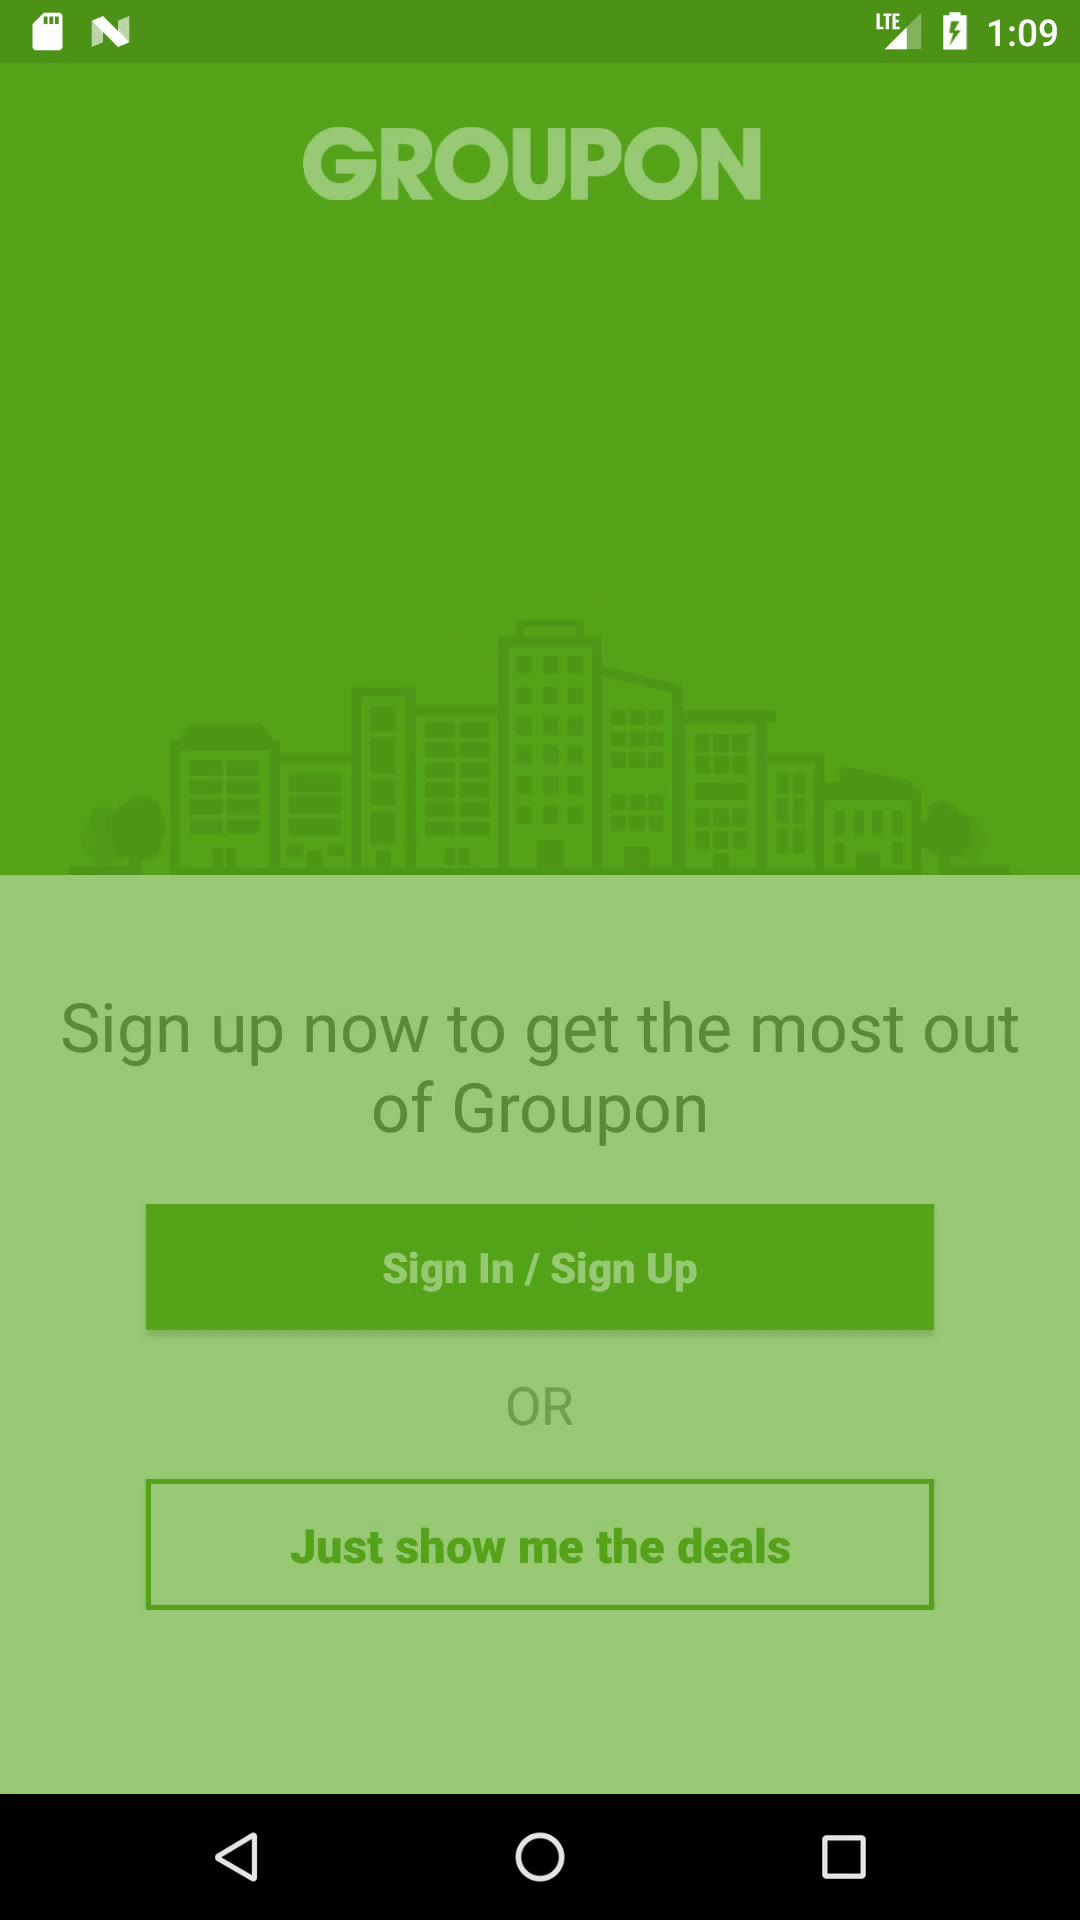 LTE 1:09
GROUPON
Sign up now to get the most out
of Groupon
Sign In / Sign Up
OR
Just show me the deals